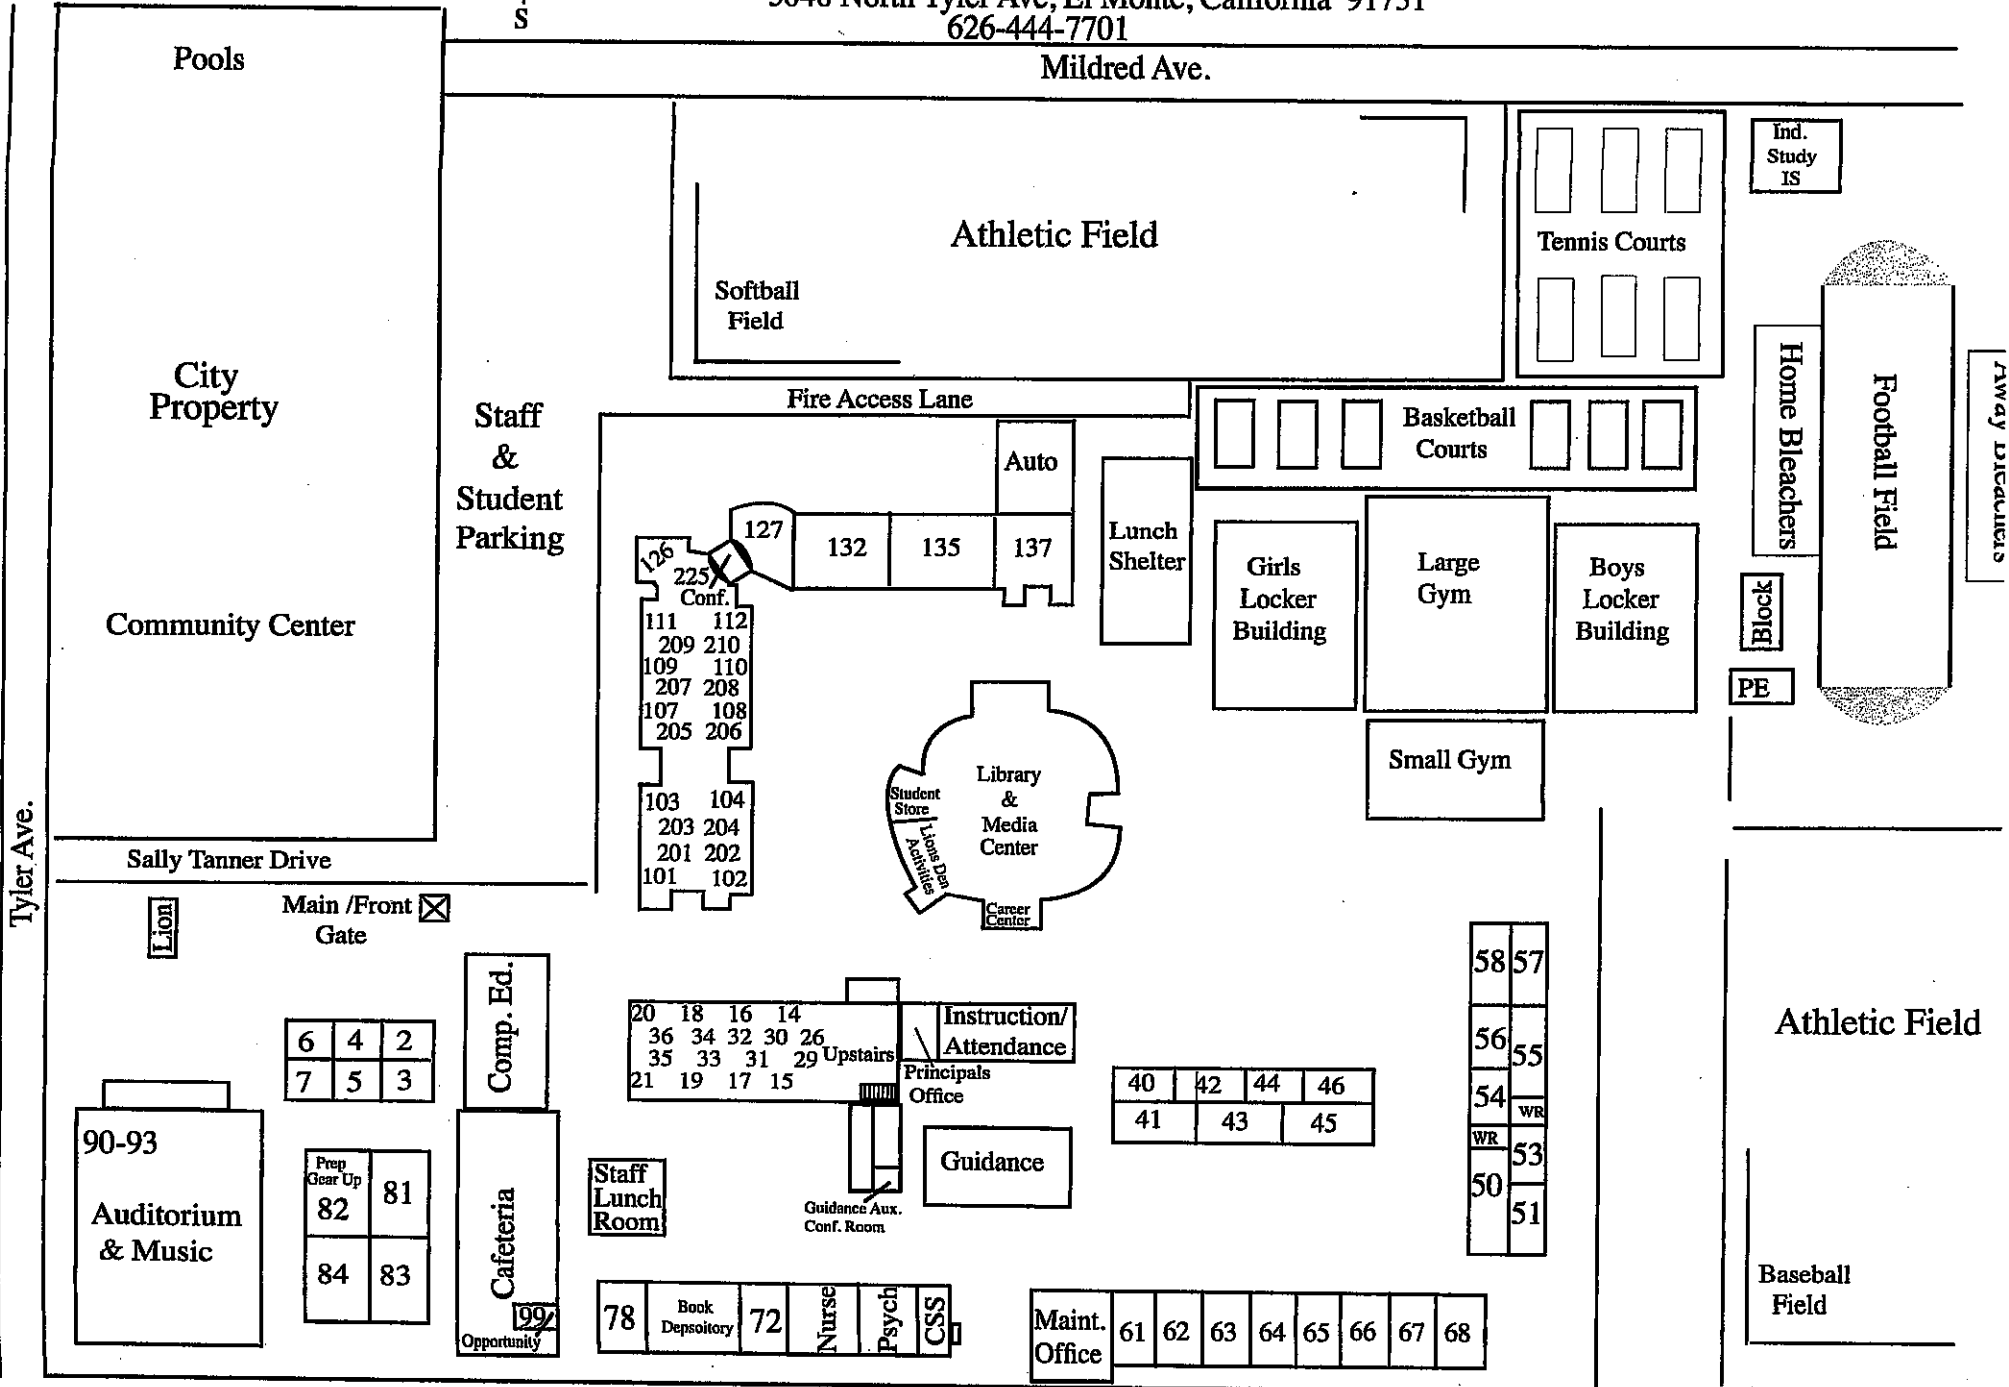 S
626-444-7701
Pools
Mildred Ave.
Ind.
Study
IS
Athletic Field
Tennis Courts
Softball
Field
City
Property
Staff
&
Student
Parking
Fire Access Lane
Basketball
Courts
Home Bleachers
Football Field
Auto
127
132
135
137
Lunch
Shelter
Girls
Locker
Building
Large
Gym
Boys
Locker
Building
Block
PE
126
225
Conf.
111 112
209 210
109 110
207 208
107 108
205 206
103 104
203 204
201 202
101 102
Community Center
Small Gym
Library
&
Media
Center
Student
Store
Lions Den
Activities
Career
Center
Tyler Ave.
Sally Tanner Drive
Lion
Main /Front
Gate
Comp. Ed.
6 4 2
7 5 3
20 18 16 14
36 34 32 30 26
35 33 31 29 Upstairs
21 19 17 15
Instruction/
Attendance
Principals
Office
58 57
56 55
54
WR
WR
53
50
51
Athletic Field
40 42 44 46
41 43 45
90-93
Auditorium
& Music
Prep
Gear Up
82 81
84 83
Cafeteria
99
Opportunity
Staff
Lunch
Room
Guidance
Guidance Aux.
Conf. Room
78
Book
Depsoitory
72
Nurse
Psych
CSS
Maint.
Office
61 62 63 64 65 66 67 68
Baseball
Field